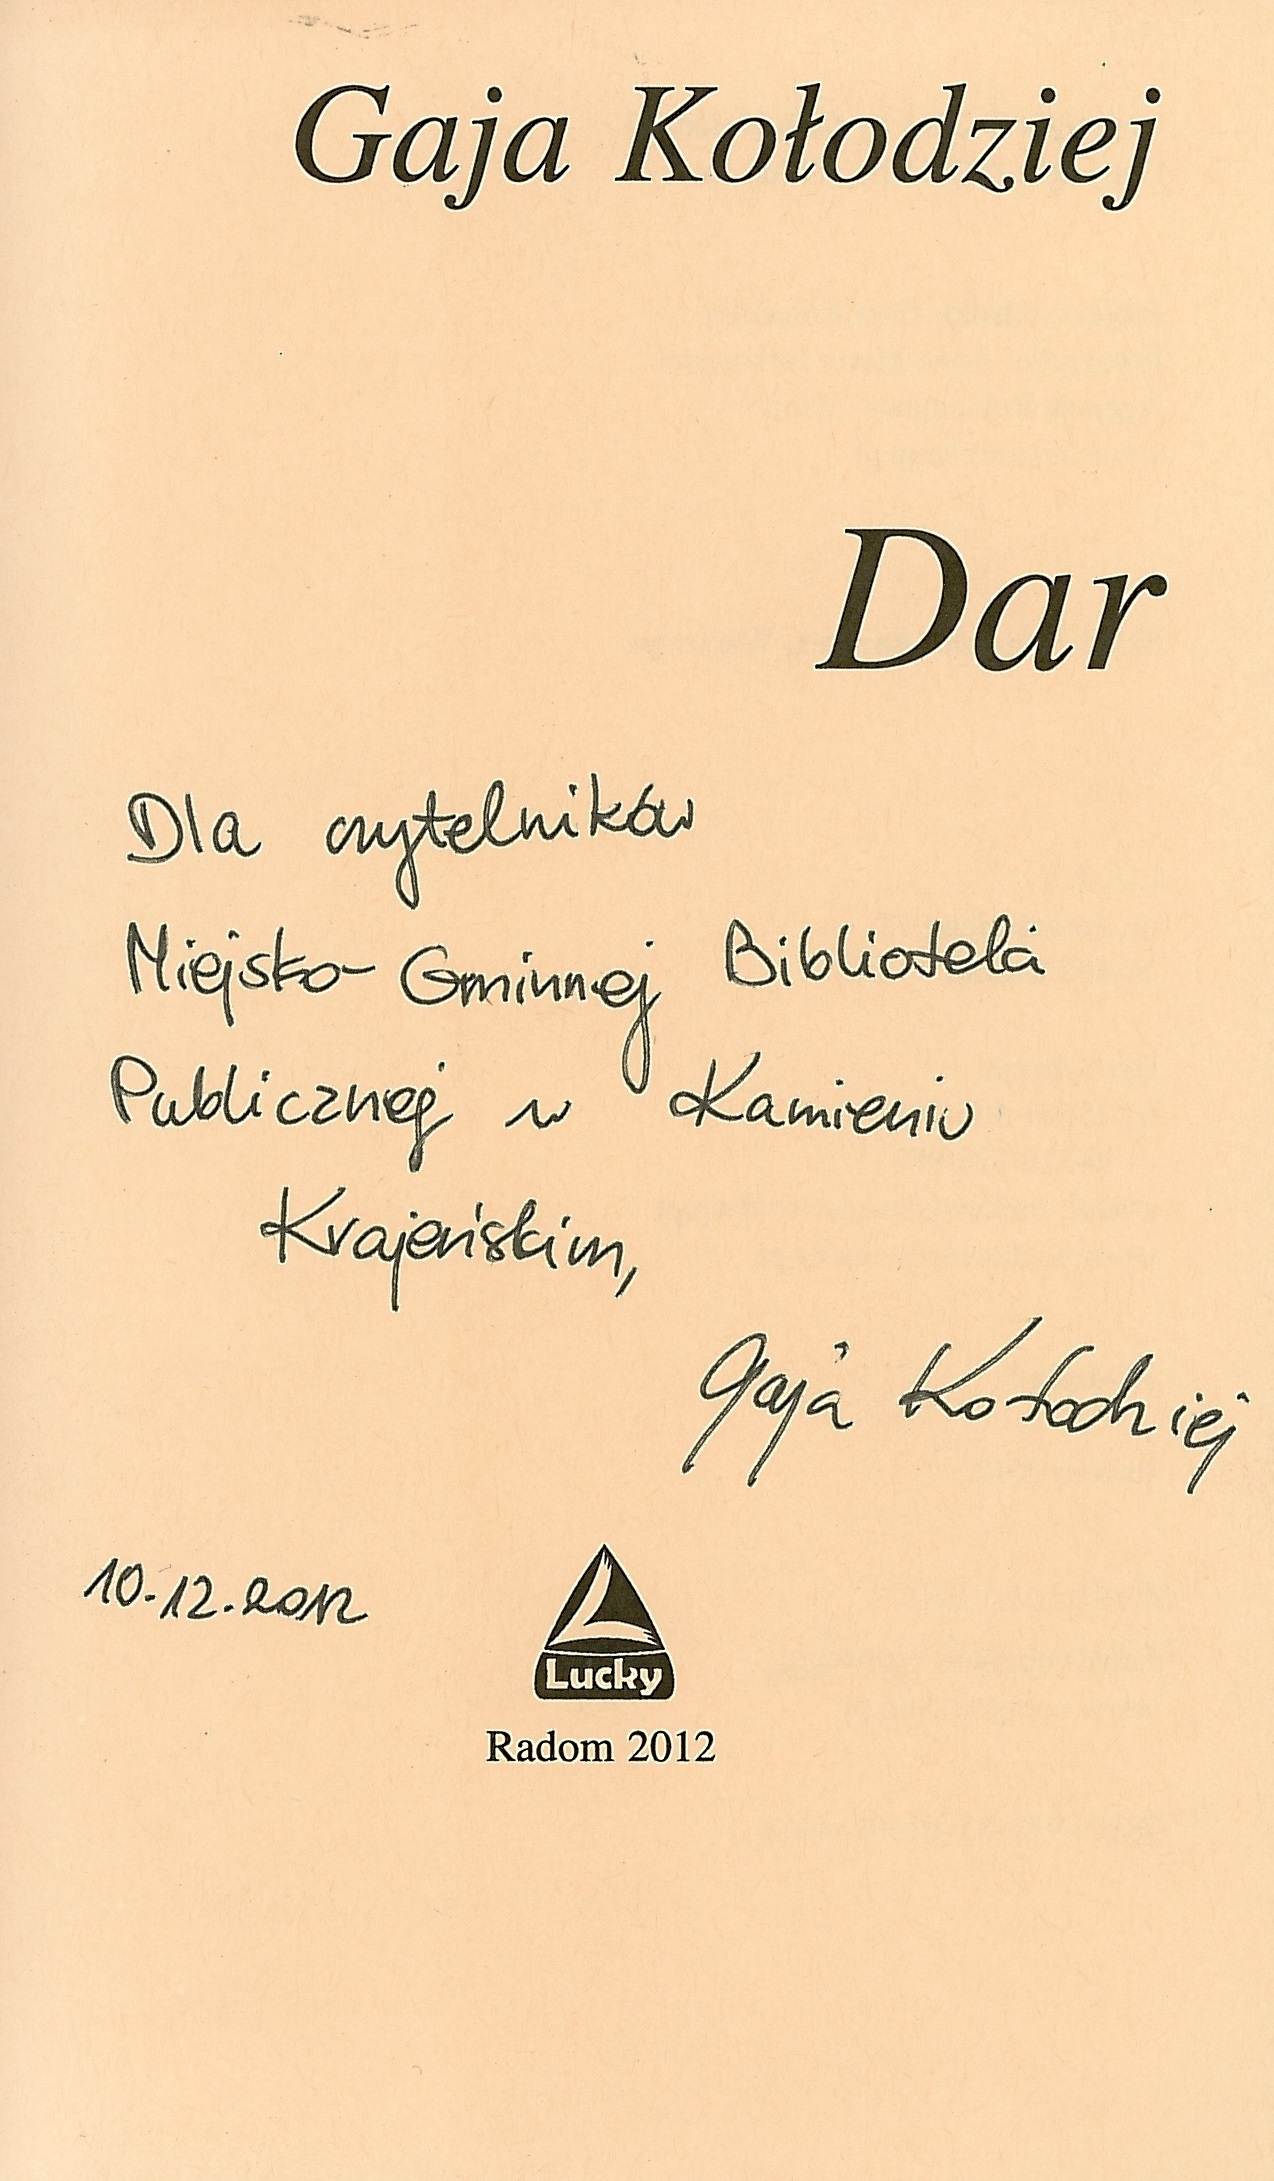 Gaja Kołodziej
Dar
Dla czytelników
Miejsko-Gminnej Biblioteki
Publicznej w Kamieniu
Krajeńskim,
Gaja Kołodziej
10.12.2012
Lucky
Radom 2012